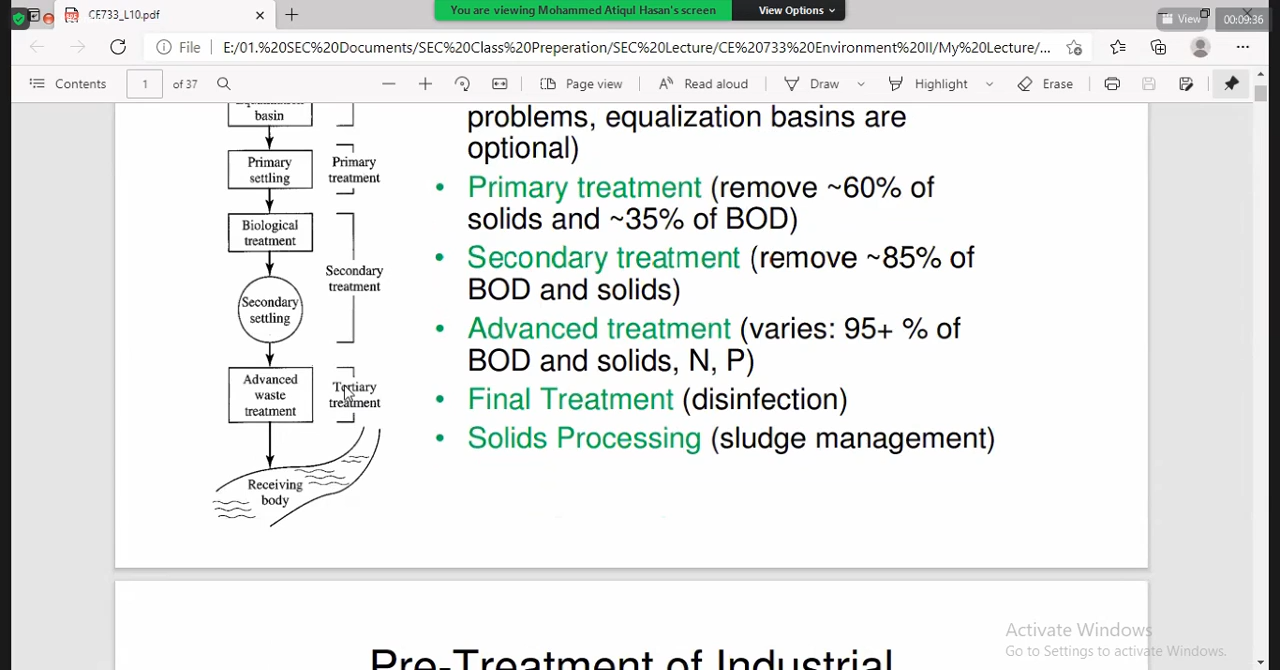 CE733_L10.pdf
You are viewing Mohammed Atiqul Hasan's screen
View Options
View
00:09:36
File
E:/01.%20SEC%20Documents/SEC%20Class%20Preperation/SEC%20Lecture/CE%20733%20Environment%20II/My%20Lecture/...
Contents
1
of 37
Page view
Read aloud
Draw
Highlight
Erase
basin
Primary
settling
Primary
treatment
Biological
treatment
Secondary
treatment
Secondary
settling
Advanced
waste
treatment
Tertiary
treatment
Receiving
body
problems, equalization basins are
optional)
• Primary treatment (remove ~60% of
solids and ~35% of BOD)
• Secondary treatment (remove ~85% of
BOD and solids)
• Advanced treatment (varies: 95+ % of
BOD and solids, N, P)
• Final Treatment (disinfection)
• Solids Processing (sludge management)
Pre-Treatment of Industrial
Activate Windows
Go to Settings to activate Windows.